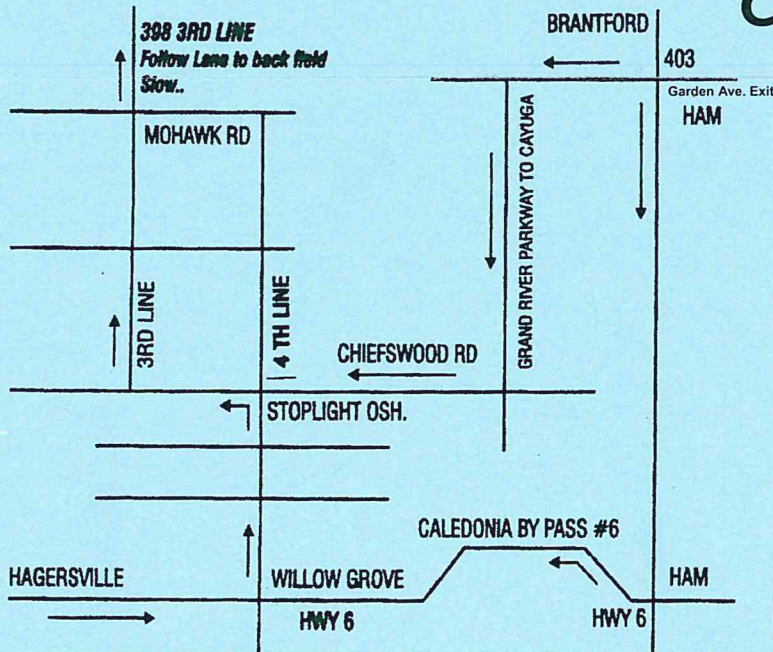 398 3RD LINE
Follow Lane to back field
Slow..
BRANTFORD
403
Garden Ave. Exit
HAM
MOHAWK RD
GRAND RIVER PARKWAY TO CAYUGA
3RD LINE
4 TH LINE
CHIEFSWOOD RD
STOPLIGHT OSH.
CALEDONIA BY PASS #6
HAGERSVILLE
WILLOW GROVE
HAM
HWY 6
HWY 6